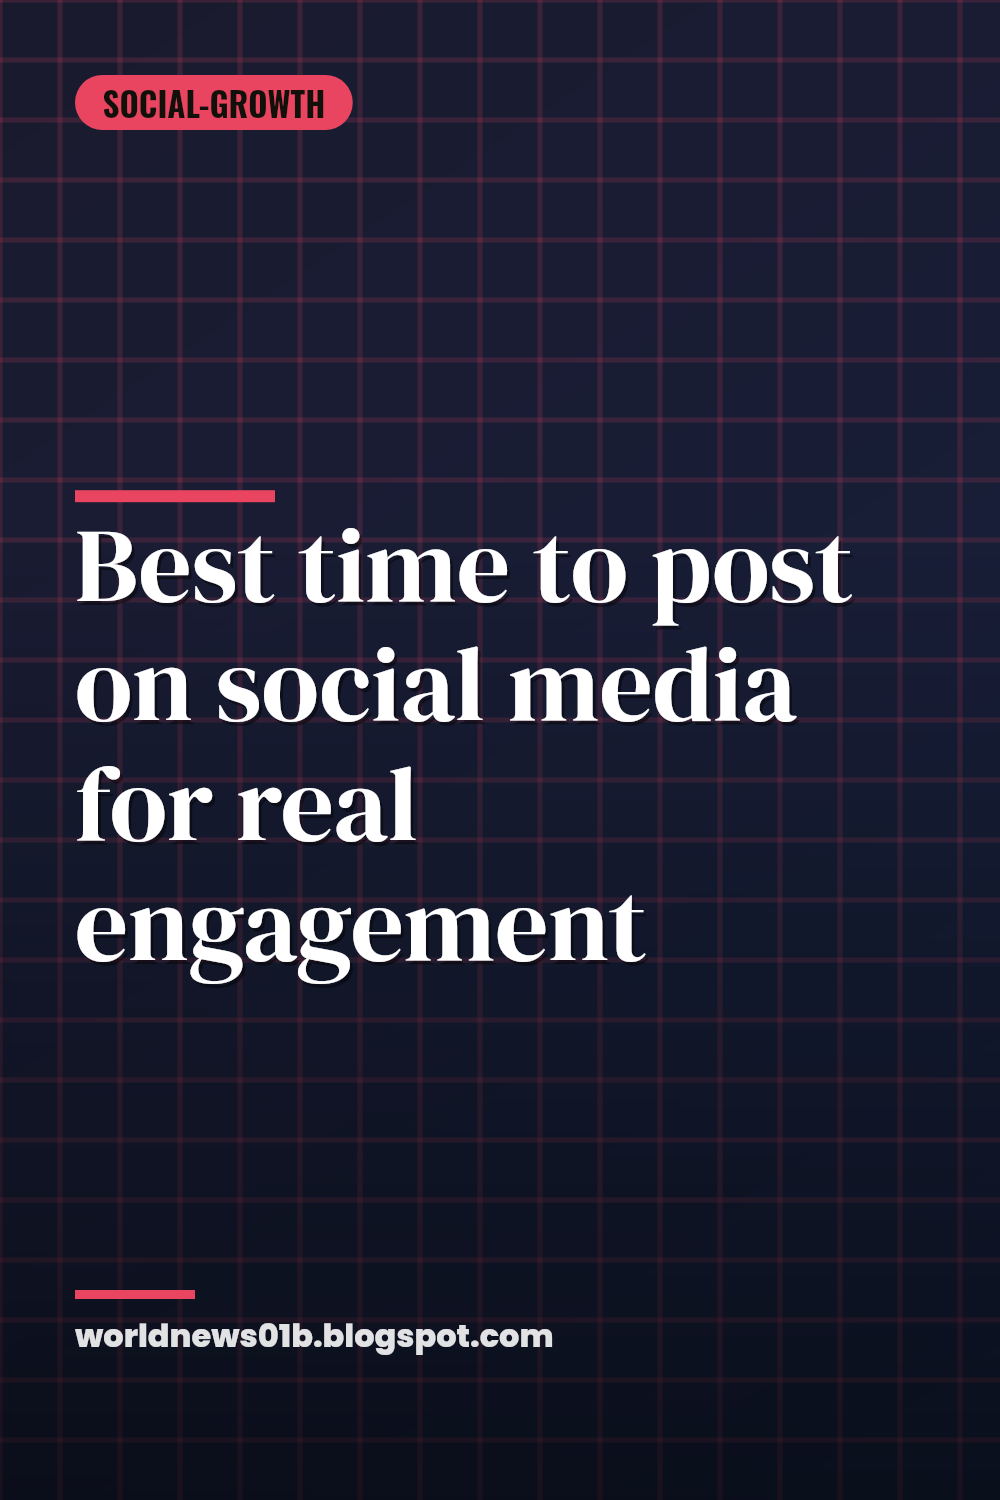 SOCIAL-GROWTH
Best time to post
on social media
for real
engagement
worldnews01b.blogspot.com